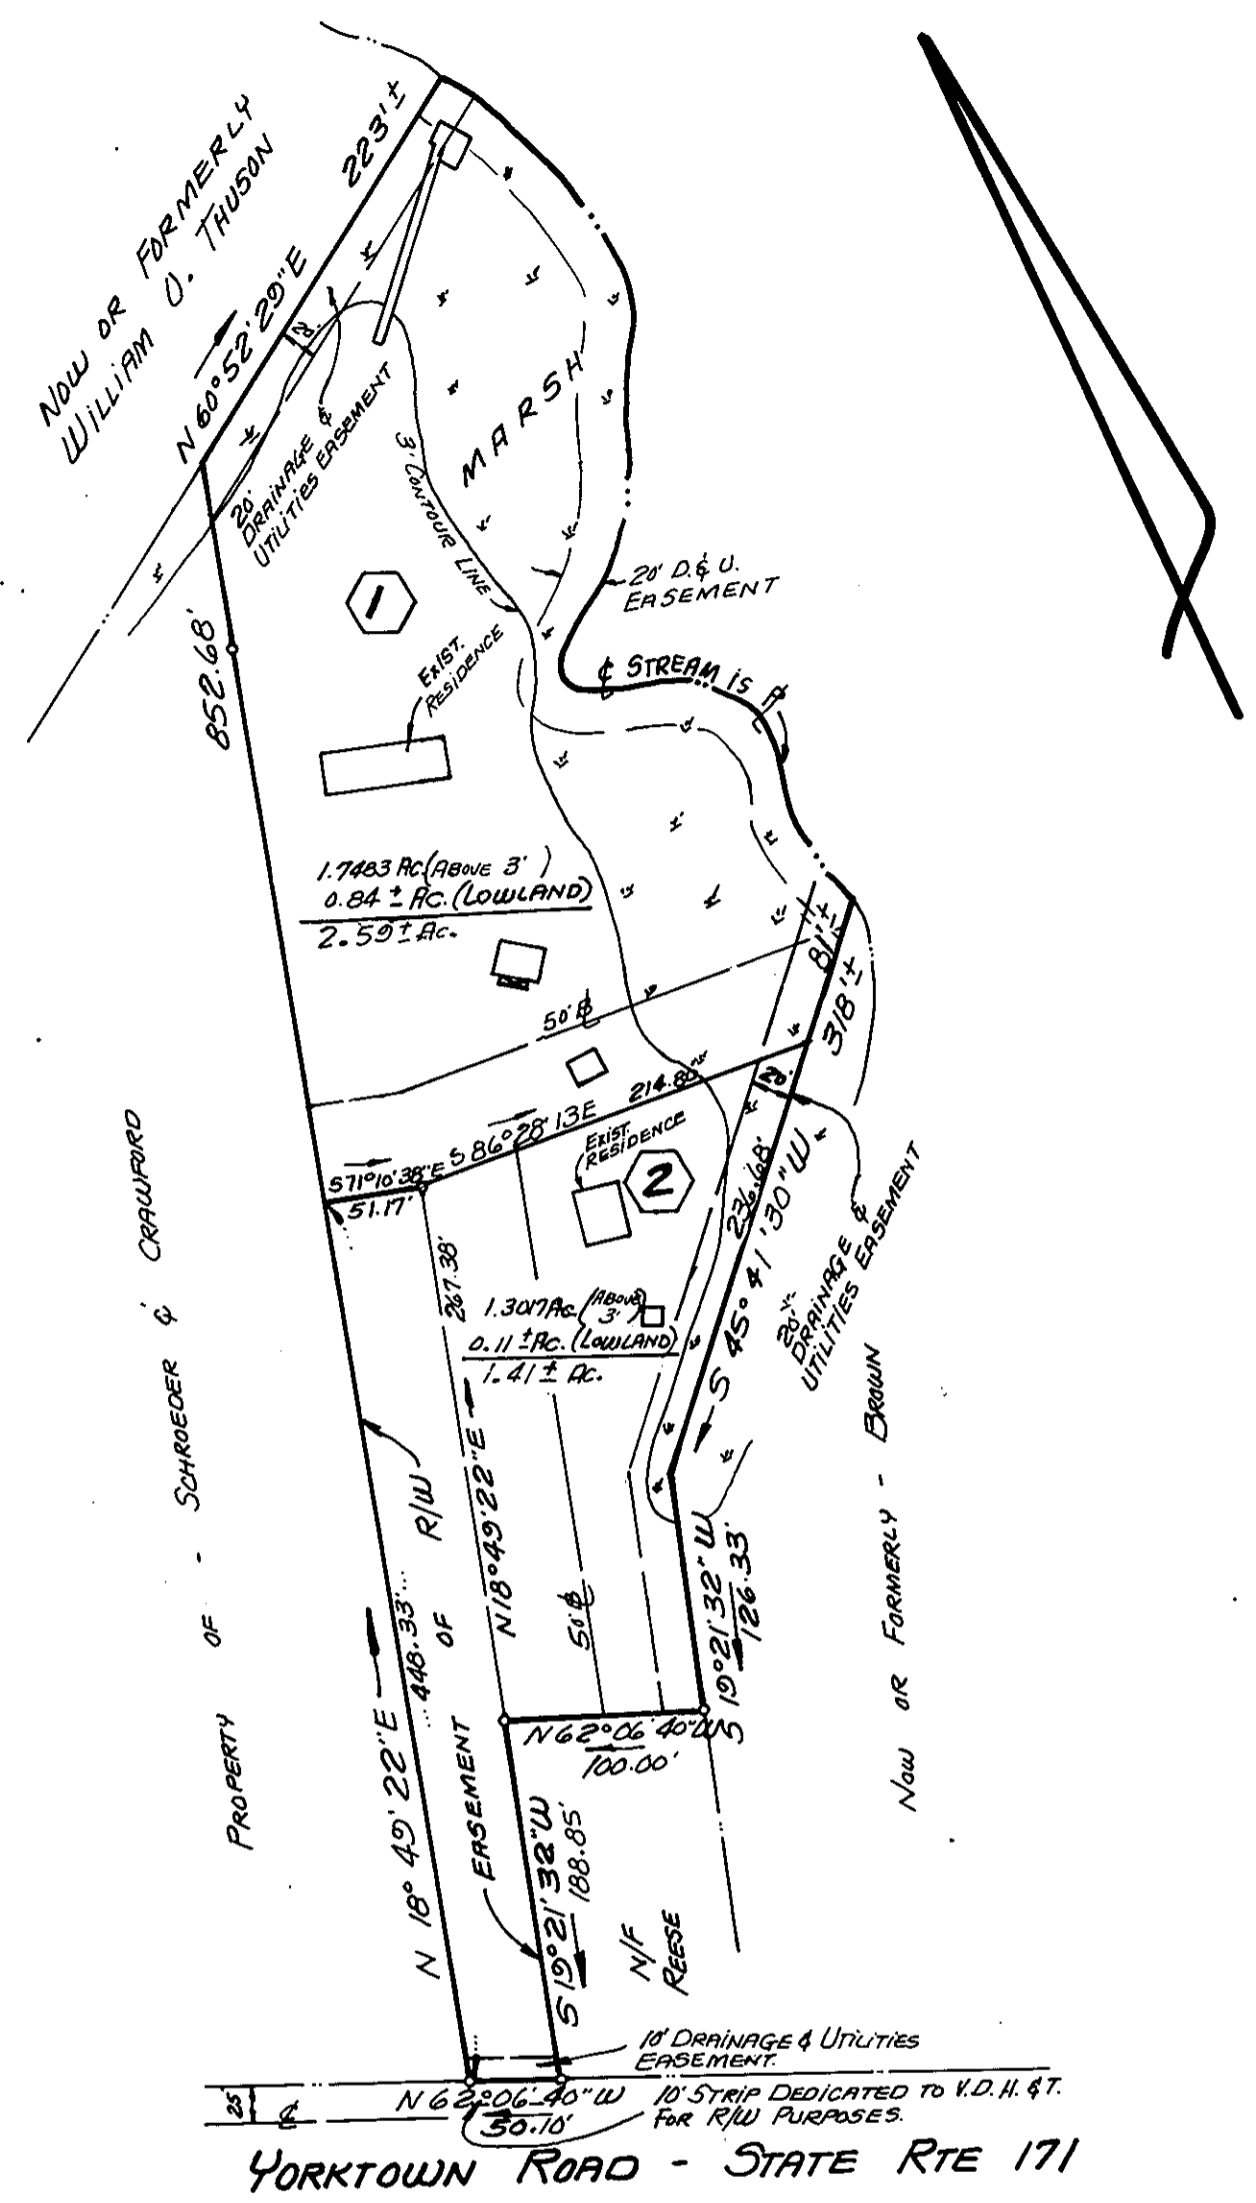 NOW OR FORMERLY
WILLIAM U. THUSON
223'±
N 60°52'29"E
20'
20'
DRAINAGE &
UTILITIES EASEMENT
MARSH
3' CONTOUR LINE
20' D. & U.
EASEMENT
℄ STREAM IS ⅊
1
852.68'
EXIST.
RESIDENCE
1.7483 AC. (ABOVE 3')
0.84 ± AC. (LOWLAND)
2.59 ± AC.
81'±
318'±
50' B
214.80'
20'
S 86°28'13E
S71°10'38"E
51.17'
EXIST.
RESIDENCE
2
236.68'
S 45°41'30"W
20'
DRAINAGE &
UTILITIES EASEMENT
267.38'
1.3017 AC. (ABOVE 3')
0.11 ± AC. (LOWLAND)
1.41 ± AC.
PROPERTY OF - SCHROEDER & CRAWFORD
NOW OR FORMERLY - BROWN
N18°49'22"E
EASEMENT OF R/W
...448.33'...
50' B
S 19°21'32"W
126.33'
N 62°06'40"W
100.00'
N 18° 49' 22"E
S 19°21'32"W
188.85'
N/F
REESE
10' DRAINAGE & UTILITIES
EASEMENT.
25'
℄
N 62°06'40"W
50.10'
10' STRIP DEDICATED TO V.D.H. & T.
FOR R/W PURPOSES.
YORKTOWN ROAD - STATE RTE 171